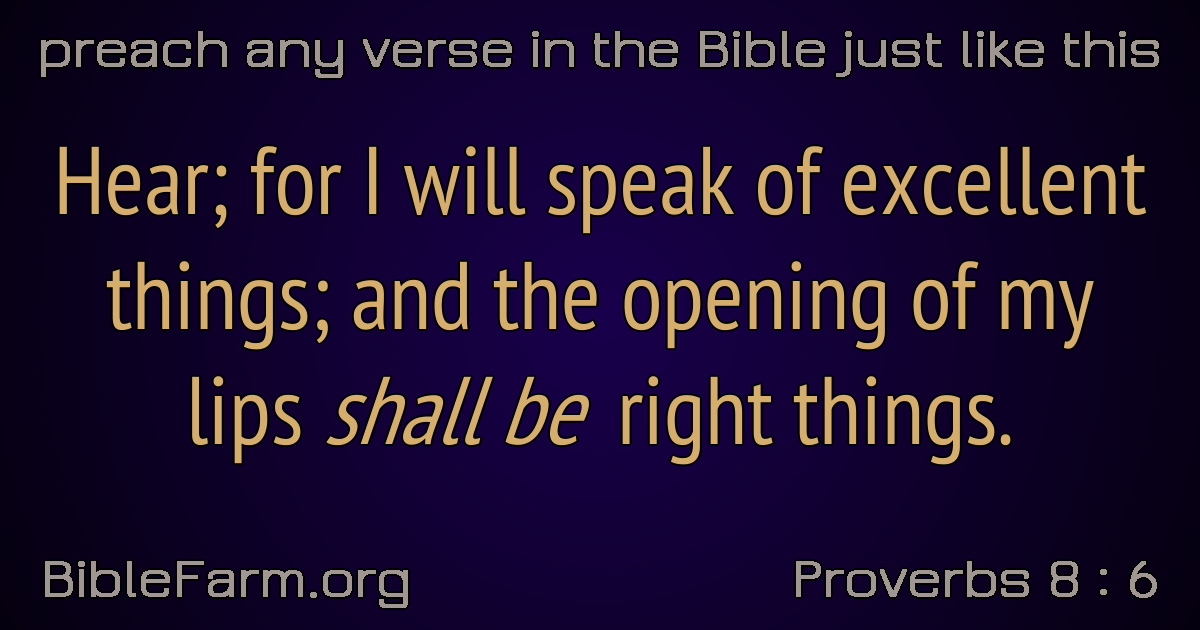 preach any verse in the Bible just like this
Hear; for I will speak of excellent
things; and the opening of my
lips shall be right things.
BibleFarm.org
Proverbs 8 : 6